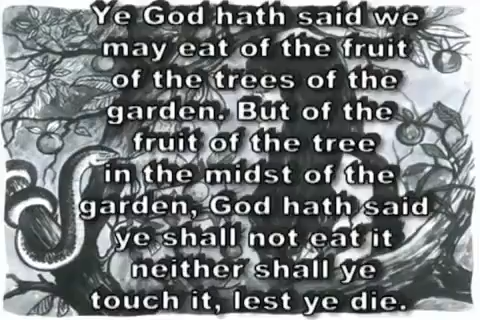 Ye God hath said we
may eat of the fruit
of the trees of the
garden. But of the
fruit of the tree
in the midst of the
garden, God hath said
ye shall not eat it
neither shall ye
touch it, lest ye die.